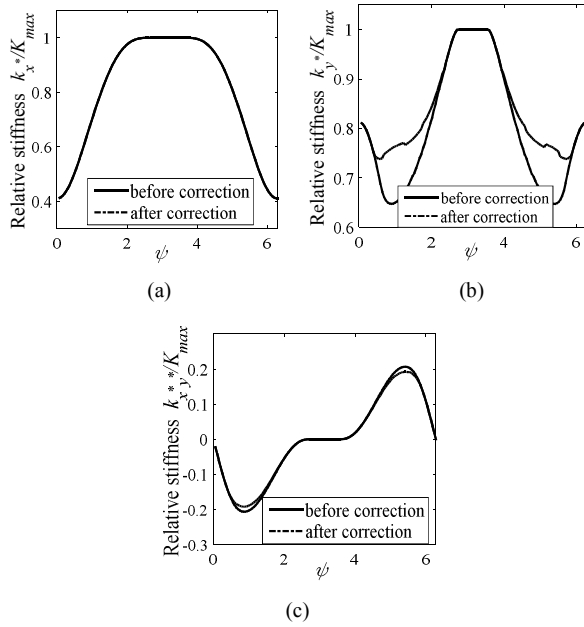 Relative stiffness k_x*/K_max
1
0.8
0.6
0.4
before correction
after correction
0 2 4 6
ψ
(a)
Relative stiffness k_y*/K_max
1
0.9
0.8
0.7
0.6
before correction
after correction
0 2 4 6
ψ
(b)
Relative stiffness k_x*_y*/K_max
0.2
0.1
0
-0.1
-0.2
-0.3
before correction
after correction
0 2 4 6
ψ
(c)